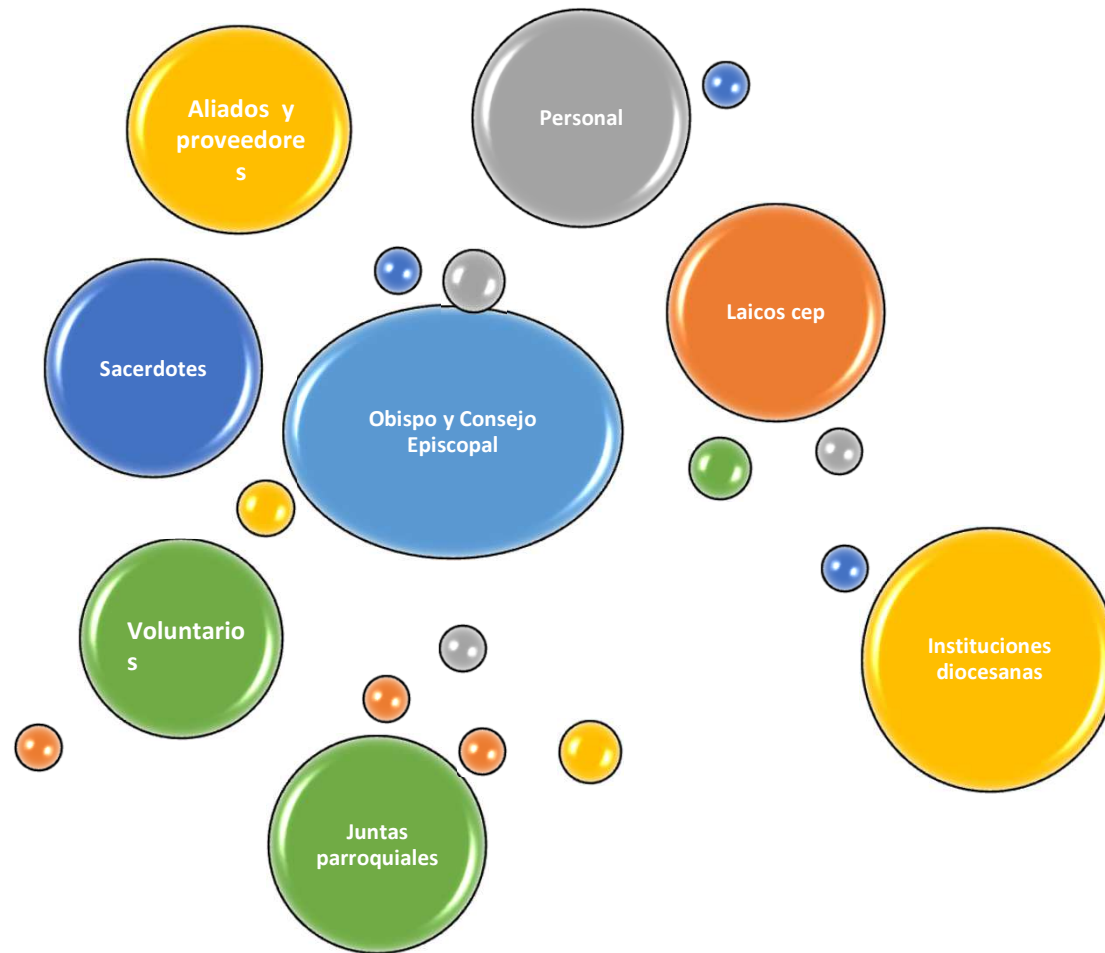 Aliados y
proveedore
s
Personal
Laicos cep
Sacerdotes
Obispo y Consejo
Episcopal
Voluntario
s
Instituciones
diocesanas
Juntas
parroquiales